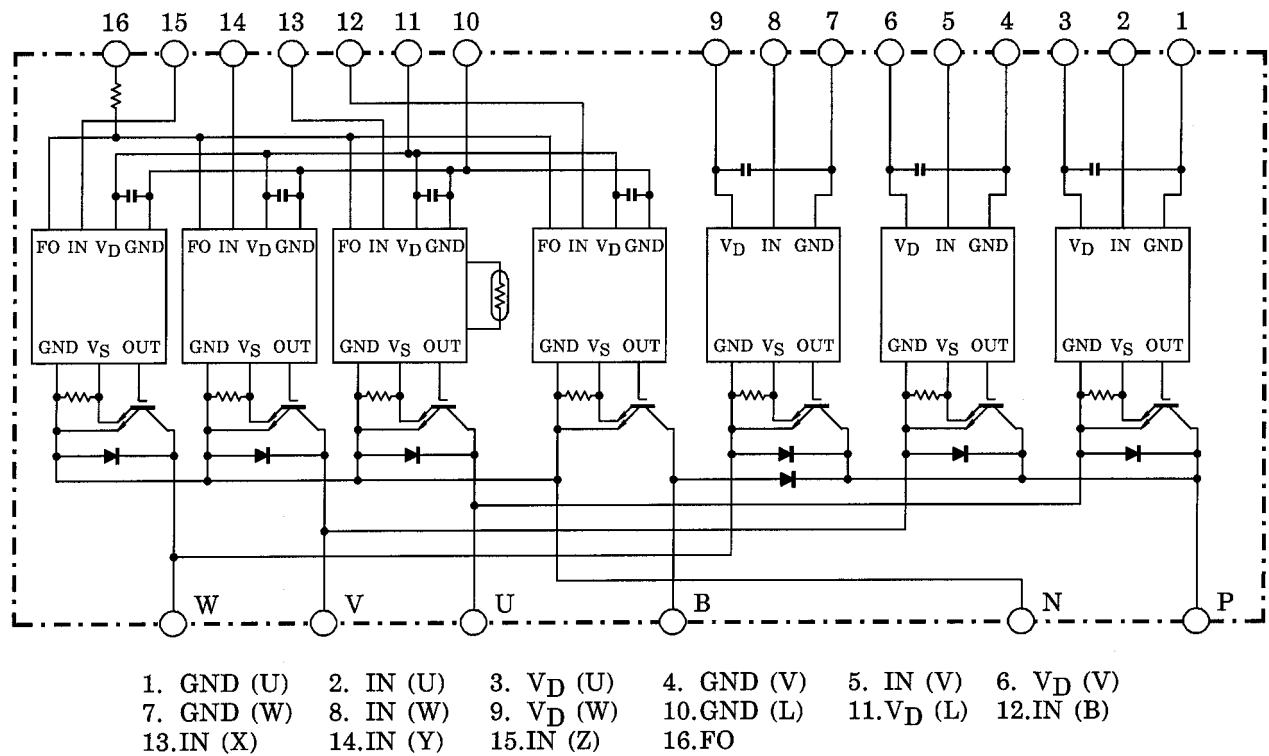 16 15 14 13 12 11 10 9 8 7 6 5 4 3 2 1
FO IN VD GND FO IN VD GND FO IN VD GND FO IN VD GND VD IN GND VD IN GND VD IN GND
GND VS OUT GND VS OUT GND VS OUT GND VS OUT GND VS OUT GND VS OUT GND VS OUT
W V U B N P
1. GND (U) 2. IN (U) 3. VD (U) 4. GND (V) 5. IN (V) 6. VD (V)
7. GND (W) 8. IN (W) 9. VD (W) 10.GND (L) 11.VD (L) 12.IN (B)
13.IN (X) 14.IN (Y) 15.IN (Z) 16.FO